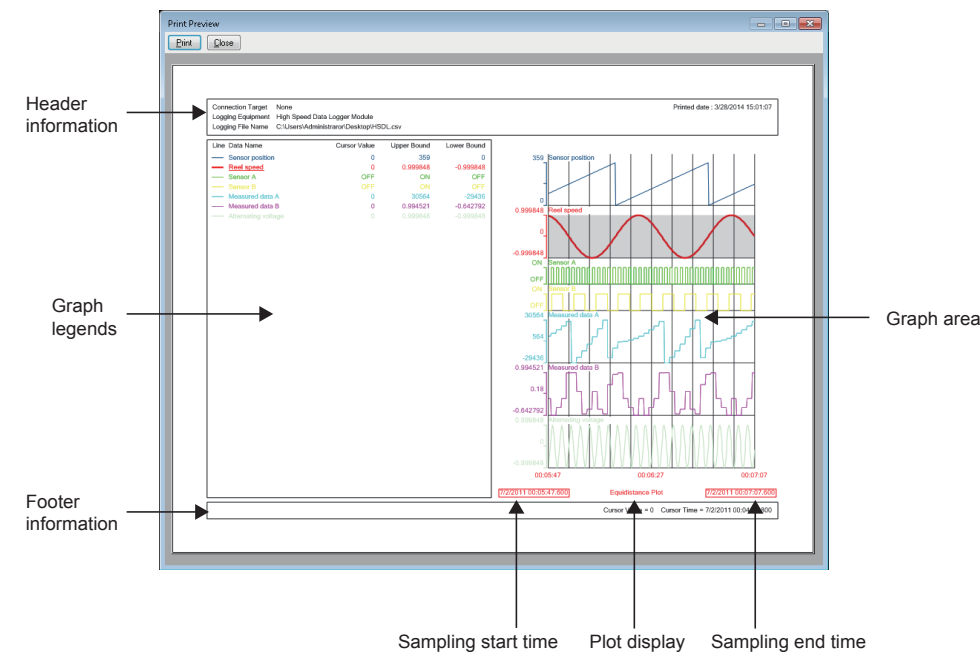 Print Preview
Print Close
Header information
Connection Target None
Printed date : 3/28/2014 15:01:07
Logging Equipment High Speed Data Logger Module
Logging File Name C:\Users\Administraror\Desktop\HSDL.csv
Line Data Name Cursor Value Upper Bound Lower Bound
Sensor position 0 359 0
Reel speed 0 0.999848 -0.999848
Sensor A OFF ON OFF
Sensor B OFF ON OFF
Measured data A 0 30564 -29435
Measured data B 0 0.994521 -0.642792
Alternating voltage 0 0.999848 -0.999848
Graph legends
359 Sensor position
0
0.999848 Reel speed
0
-0.999848
ON Sensor A
OFF
ON Sensor B
OFF
30564 Measured data A
564
-29436
0.994521 Measured data B
0.18
-0.642792
0.999848 Alternating voltage
0
-0.999848
Graph area
00:05:47 00:06:27 00:07:07
7/2/2011 00:05:47.600 Equidistance Plot 7/2/2011 00:07:07.600
Footer information
Cursor = 0 Cursor Time = 7/2/2011
Sampling start time Plot display Sampling end time